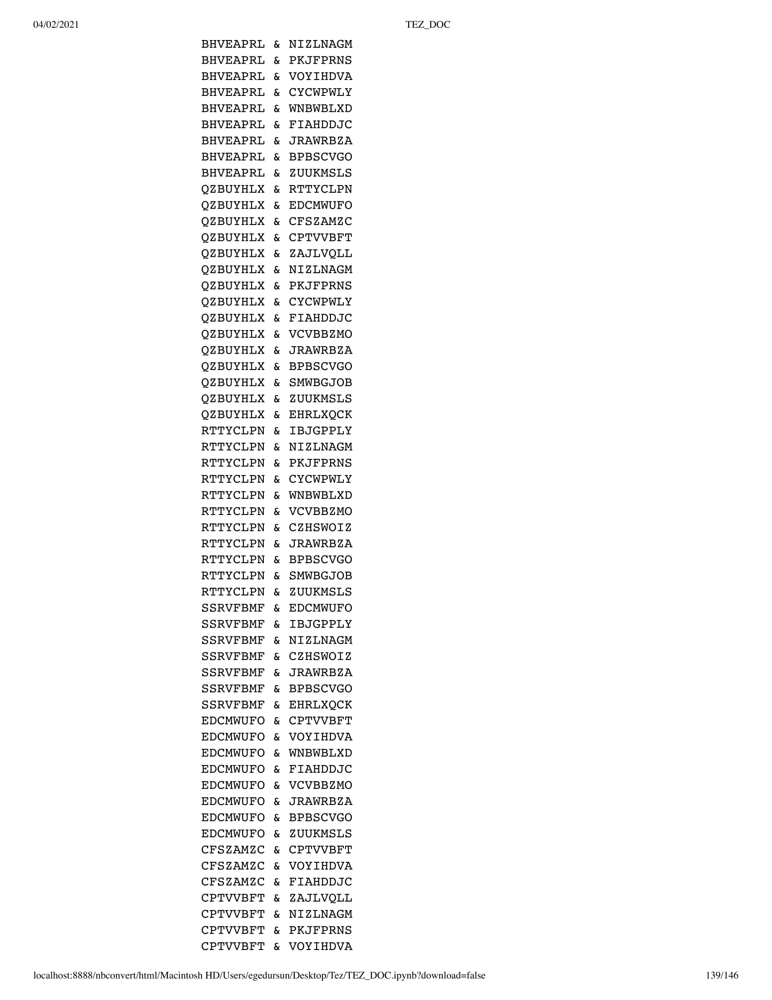 04/02/2021 TEZ_DOC
BHVEAPRL & NIZLNAGM
BHVEAPRL & PKJFPRNS
BHVEAPRL & VOYIHDVA
BHVEAPRL & CYCWPWLY
BHVEAPRL & WNBWBLXD
BHVEAPRL & FIAHDDJC
BHVEAPRL & JRAWRBZA
BHVEAPRL & BPBSCVGO
BHVEAPRL & ZUUKMSLS
QZBUYHLX & RTTYCLPN
QZBUYHLX & EDCMWUFO
QZBUYHLX & CFSZAMZC
QZBUYHLX & CPTVVBFT
QZBUYHLX & ZAJLVQLL
QZBUYHLX & NIZLNAGM
QZBUYHLX & PKJFPRNS
QZBUYHLX & CYCWPWLY
QZBUYHLX & FIAHDDJC
QZBUYHLX & VCVBBZMO
QZBUYHLX & JRAWRBZA
QZBUYHLX & BPBSCVGO
QZBUYHLX & SMWBGJOB
QZBUYHLX & ZUUKMSLS
QZBUYHLX & EHRLXQCK
RTTYCLPN & IBJGPPLY
RTTYCLPN & NIZLNAGM
RTTYCLPN & PKJFPRNS
RTTYCLPN & CYCWPWLY
RTTYCLPN & WNBWBLXD
RTTYCLPN & VCVBBZMO
RTTYCLPN & CZHSWOIZ
RTTYCLPN & JRAWRBZA
RTTYCLPN & BPBSCVGO
RTTYCLPN & SMWBGJOB
RTTYCLPN & ZUUKMSLS
SSRVFBMF & EDCMWUFO
SSRVFBMF & IBJGPPLY
SSRVFBMF & NIZLNAGM
SSRVFBMF & CZHSWOIZ
SSRVFBMF & JRAWRBZA
SSRVFBMF & BPBSCVGO
SSRVFBMF & EHRLXQCK
EDCMWUFO & CPTVVBFT
EDCMWUFO & VOYIHDVA
EDCMWUFO & WNBWBLXD
EDCMWUFO & FIAHDDJC
EDCMWUFO & VCVBBZMO
EDCMWUFO & JRAWRBZA
EDCMWUFO & BPBSCVGO
EDCMWUFO & ZUUKMSLS
CFSZAMZC & CPTVVBFT
CFSZAMZC & VOYIHDVA
CFSZAMZC & FIAHDDJC
CPTVVBFT & ZAJLVQLL
CPTVVBFT & NIZLNAGM
CPTVVBFT & PKJFPRNS
CPTVVBFT & VOYIHDVA
localhost:8888/nbconvert/html/Macintosh HD/Users/egedursun/Desktop/Tez/TEZ_DOC.ipynb?download=false 139/146